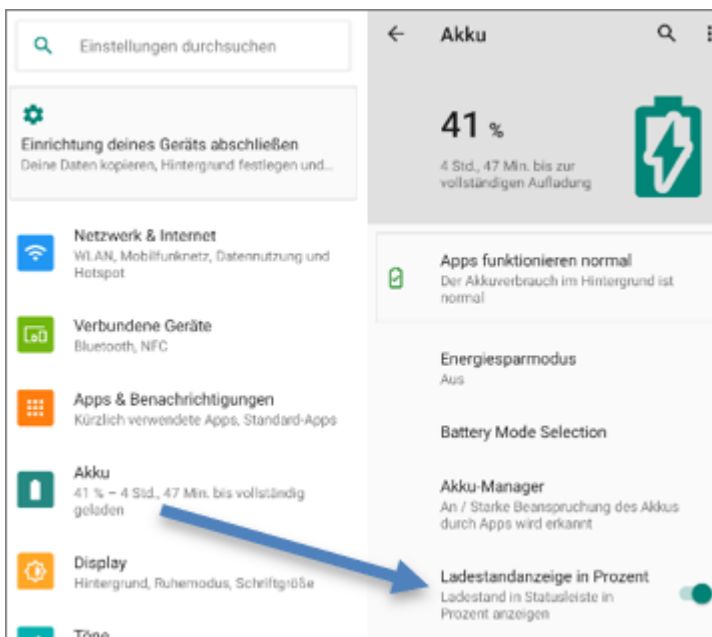 Einstellungen durchsuchen
Einrichtung deines Geräts abschließen
Deine Daten kopieren, Hintergrund festlegen und...
Netzwerk & Internet
WLAN, Mobilfunknetz, Datennutzung und
Hotspot
Verbundene Geräte
Bluetooth, NFC
Apps & Benachrichtigungen
Kürzlich verwendete Apps, Standard-Apps
Akku
41 % – 4 Std., 47 Min. bis vollständig
geladen
Display
Hintergrund, Ruhemodus, Schriftgröße
Töne
Akku
41 %
4 Std., 47 Min. bis zur
vollständigen Aufladung
Apps funktionieren normal
Der Akkuverbrauch im Hintergrund ist
normal
Energiesparmodus
Aus
Battery Mode Selection
Akku-Manager
An / Starke Beanspruchung des Akkus
durch Apps wird erkannt
Ladestandanzeige in Prozent
Ladestand in Statusleiste in
Prozent anzeigen